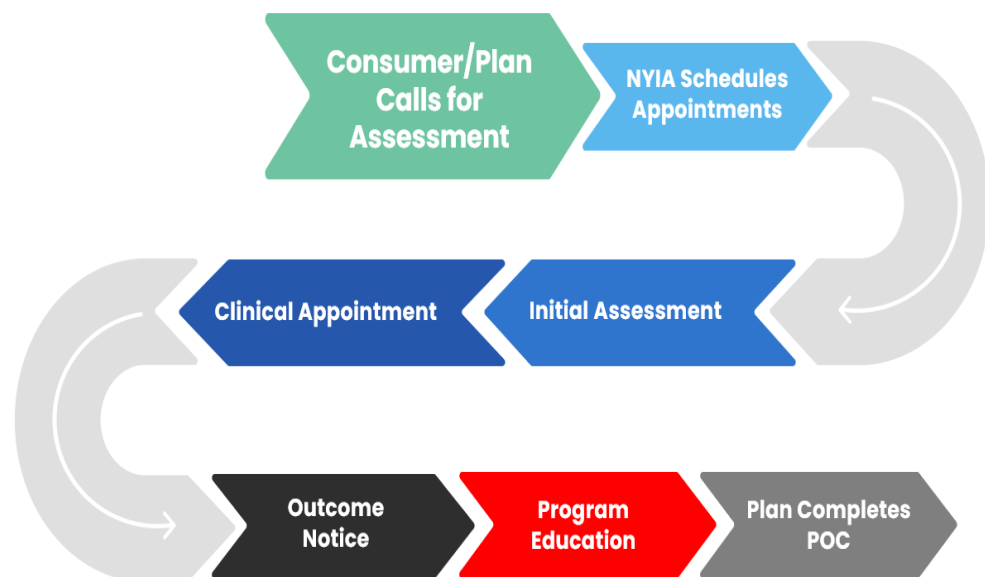 Consumer/Plan
Calls for
Assessment
NYIA Schedules
Appointments
Initial Assessment
Clinical Appointment
Outcome
Notice
Program
Education
Plan Completes
POC